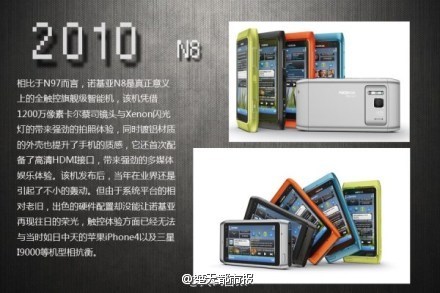 2010 N8
相比于N97而言，诺基亚N8是真正意义
上的全触控旗舰级智能机，该机凭借
1200万像素卡尔蔡司镜头与Xenon闪光
灯的带来强劲的拍照体验，同时镀铝材质
的外壳也提升了手机的质感，它还首次配
备了高清HDMI接口，带来强劲的多媒体
娱乐体验。该机发布后，当年在业界还是
引起了不小的轰动。但由于系统平台的相
对老旧，出色的硬件配置却没能让诺基亚
再现往日的荣光，触控体验方面已经无法
与当时如日中天的苹果iPhone4以及三星
I9000等机型相抗衡。
@楚天都市报